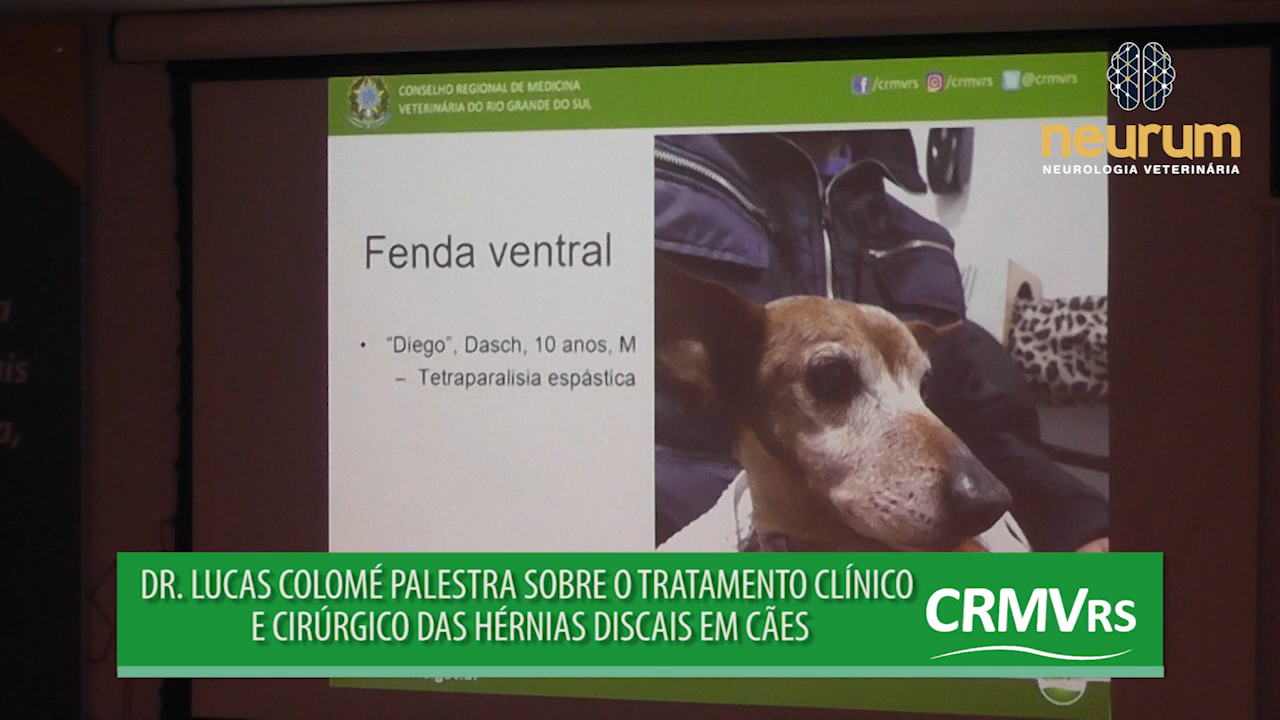 CONSELHO REGIONAL DE MEDICINA
VETERINÁRIA DO RIO GRANDE DO SUL
/crmvrs /crmvrs @crmvrs
neurum
NEUROLOGIA VETERINÁRIA
Fenda ventral
• "Diego", Dasch, 10 anos, M
– Tetraparalisia espástica
DR. LUCAS COLOMÉ PALESTRA SOBRE O TRATAMENTO CLÍNICO
E CIRÚRGICO DAS HÉRNIAS DISCAIS EM CÃES
CRMVRS